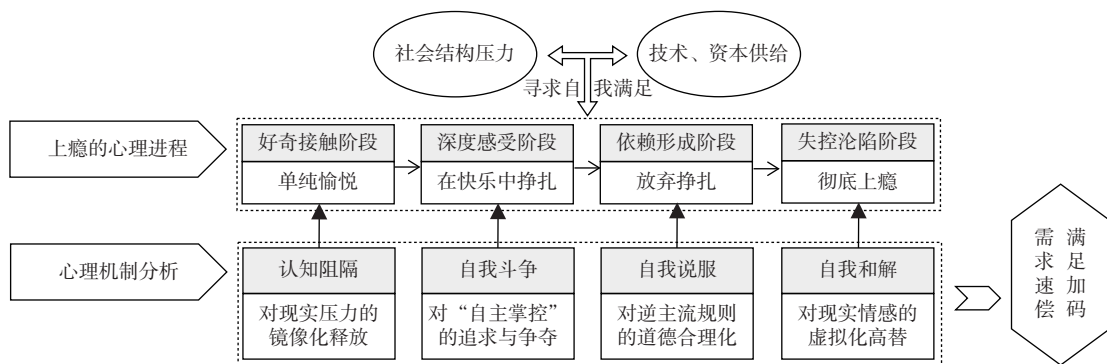 社会结构压力
技术、资本供给
寻求自我满足
上瘾的心理进程
好奇接触阶段
单纯愉悦
深度感受阶段
在快乐中挣扎
依赖形成阶段
放弃挣扎
失控沦陷阶段
彻底上瘾
心理机制分析
认知阻隔
对现实压力的
镜像化释放
自我斗争
对“自主掌控”
的追求与争夺
自我说服
对逆主流规则
的道德合理化
自我和解
对现实情感的
虚拟化高替
需求速偿
满足加码